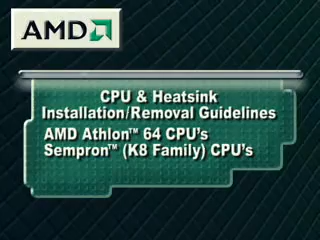 AMD
CPU & Heatsink
Installation/Removal Guidelines
AMD Athlon™ 64 CPU's
Sempron™ (K8 Family) CPU's